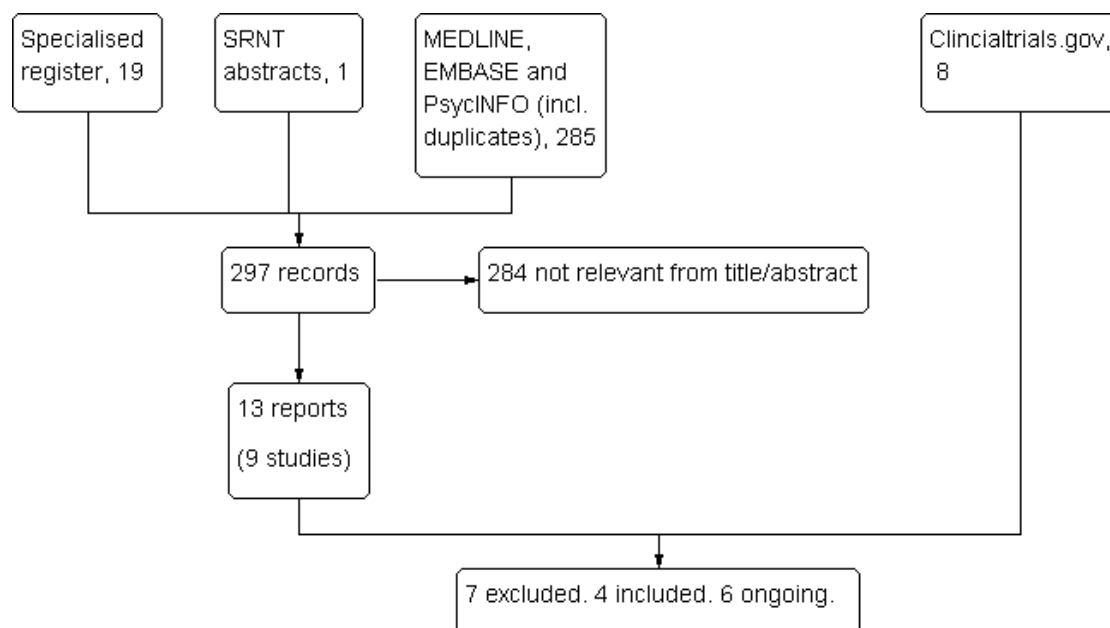 Specialised
register, 19
SRNT
abstracts, 1
MEDLINE,
EMBASE and
PsycINFO (incl.
duplicates), 285
Clincialtrials.gov,
8
297 records
284 not relevant from title/abstract
13 reports
(9 studies)
7 excluded. 4 included. 6 ongoing.